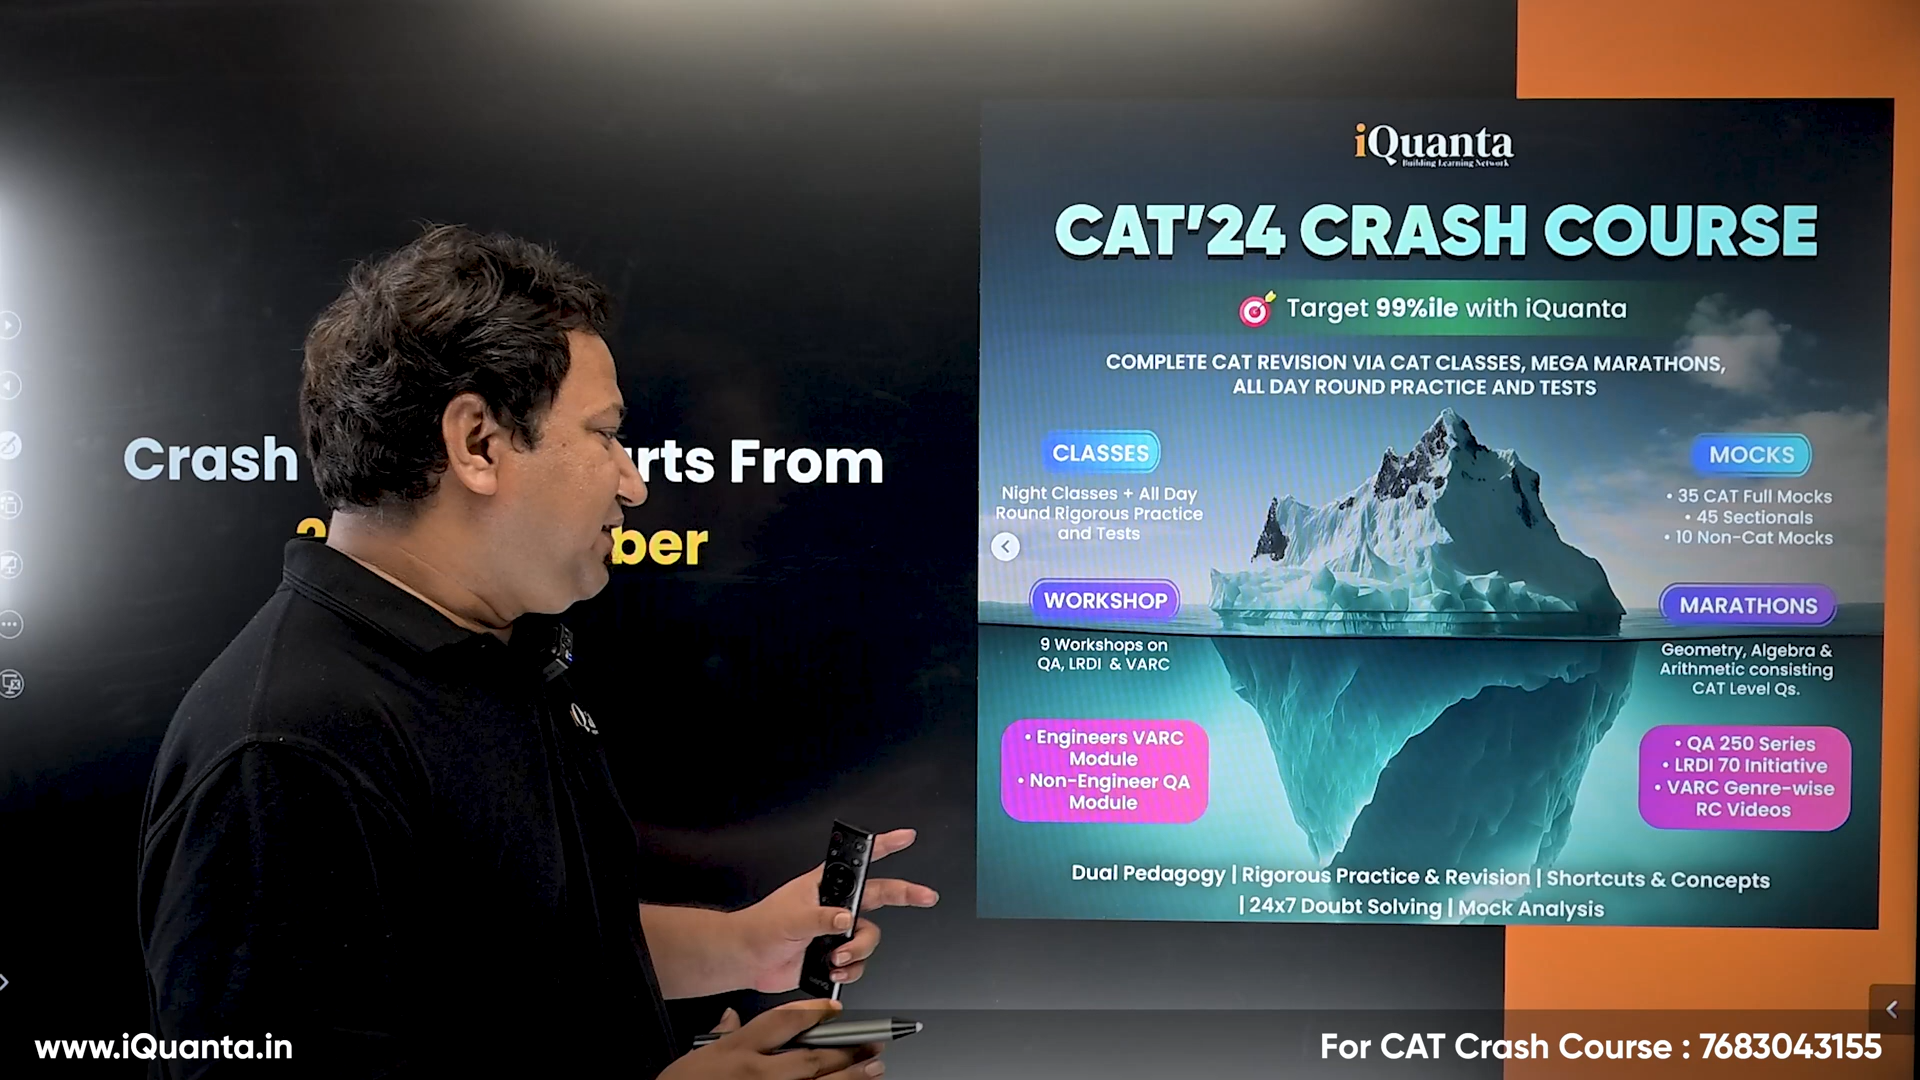 Crash
rts From
ber
iQuanta
Building Learning Network
CAT'24 CRASH COURSE
Target 99%ile with iQuanta
COMPLETE CAT REVISION VIA CAT CLASSES, MEGA MARATHONS,
ALL DAY ROUND PRACTICE AND TESTS
CLASSES
Night Classes + All Day
Round Rigorous Practice
and Tests
MOCKS
• 35 CAT Full Mocks
• 45 Sectionals
• 10 Non-Cat Mocks
WORKSHOP
9 Workshops on
QA, LRDI & VARC
MARATHONS
Geometry, Algebra &
Arithmetic consisting
CAT Level Qs.
• Engineers VARC
Module
• Non-Engineer QA
Module
• QA 250 Series
• LRDI 70 Initiative
• VARC Genre-wise
RC Videos
Dual Pedagogy | Rigorous Practice & Revision | Shortcuts & Concepts
| 24x7 Doubt Solving | Mock Analysis
www.iQuanta.in
For CAT Crash Course : 7683043155